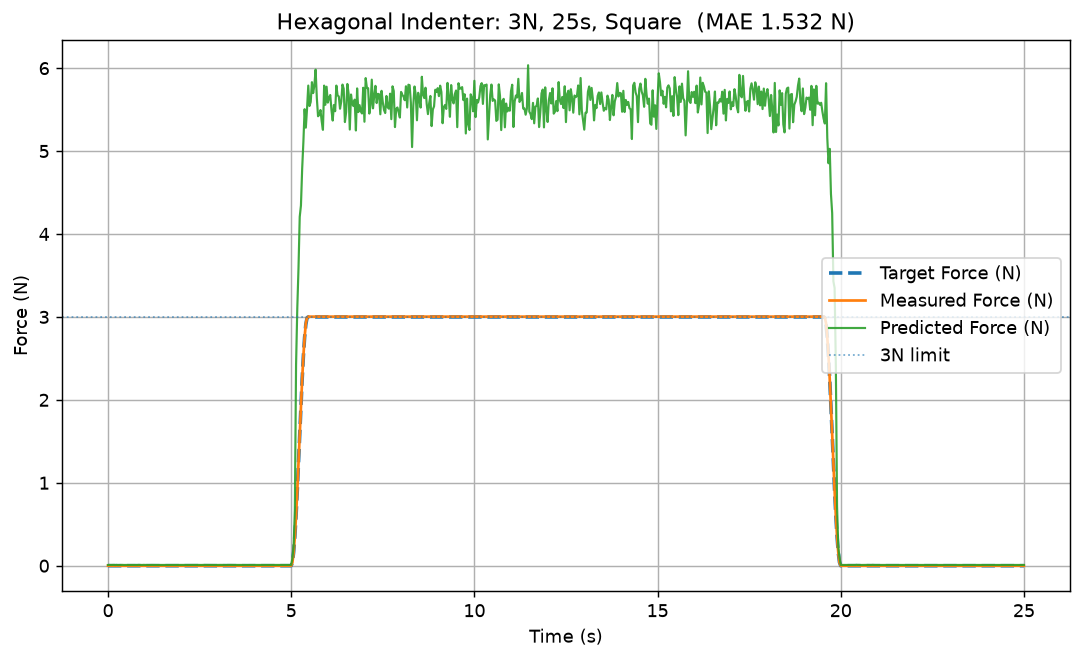 Hexagonal Indenter: 3N, 25s, Square  (MAE 1.532 N)
Force (N)
6
5
4
3
2
1
0
Target Force (N)
Measured Force (N)
Predicted Force (N)
3N limit
0 5 10 15 20 25
Time (s)